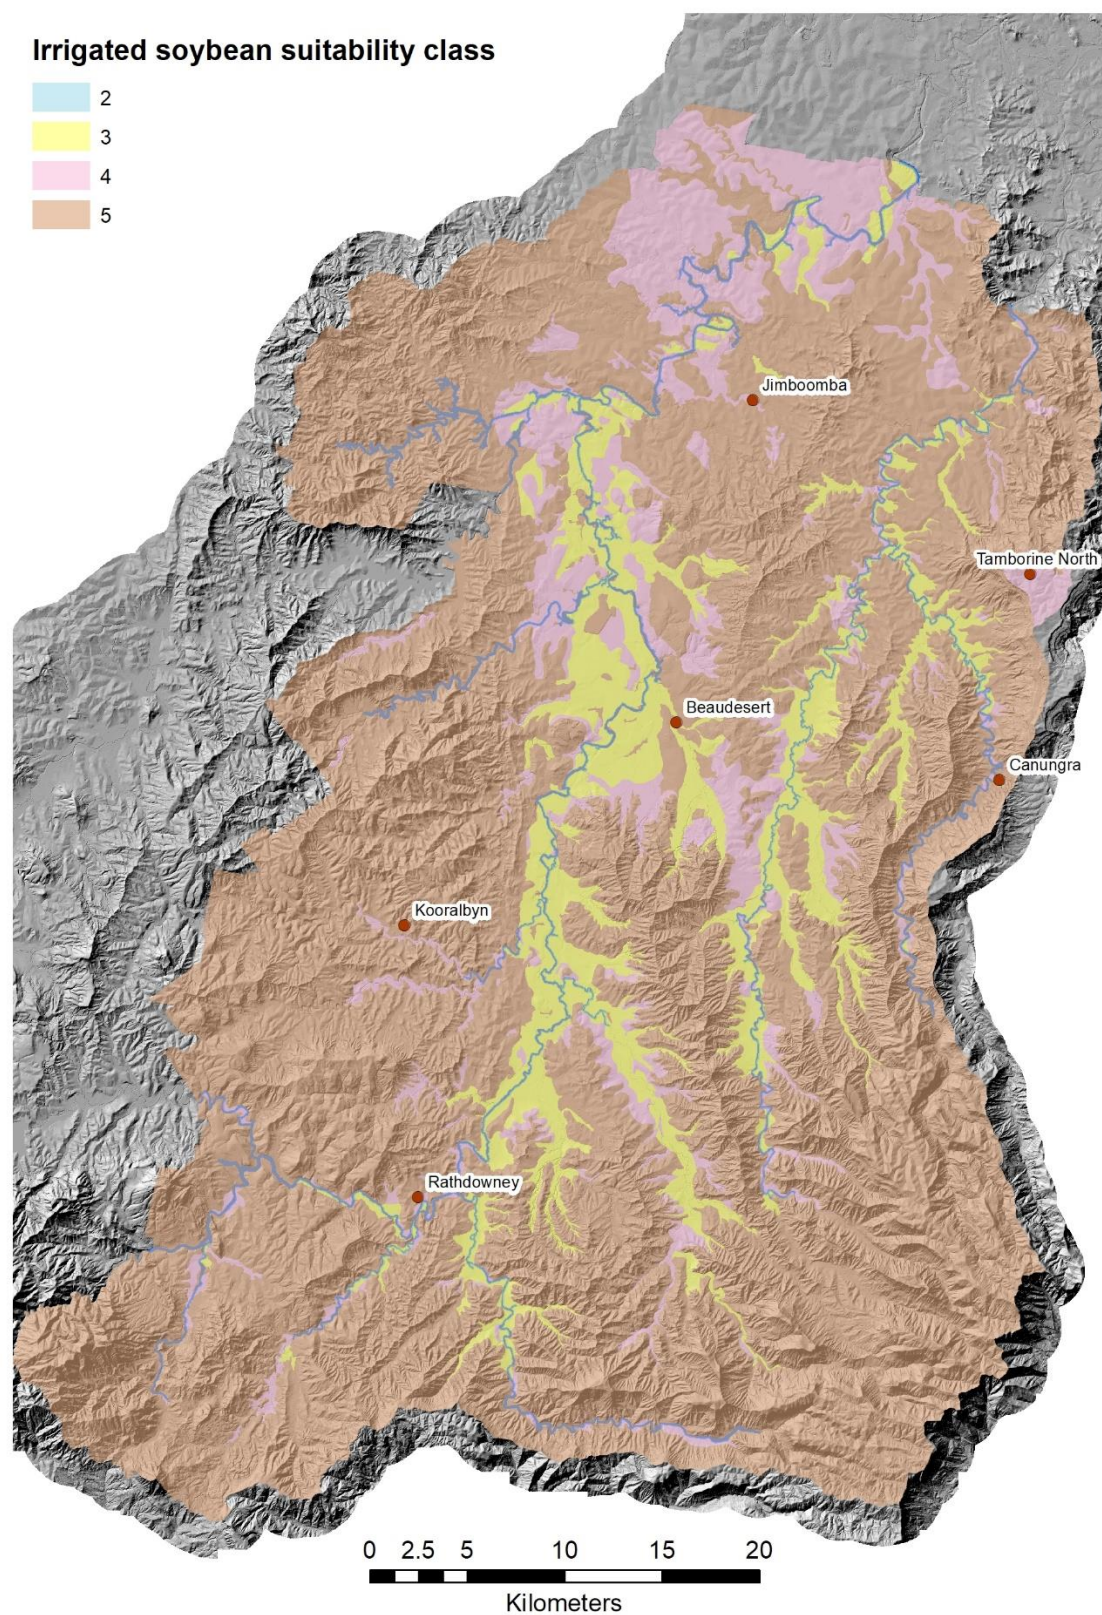 Irrigated soybean suitability class
2
3
4
5
Jimboomba
Tamborine North
Beaudesert
Canungra
Kooralbyn
Rathdowney
0 2.5 5 10 15 20
Kilometers